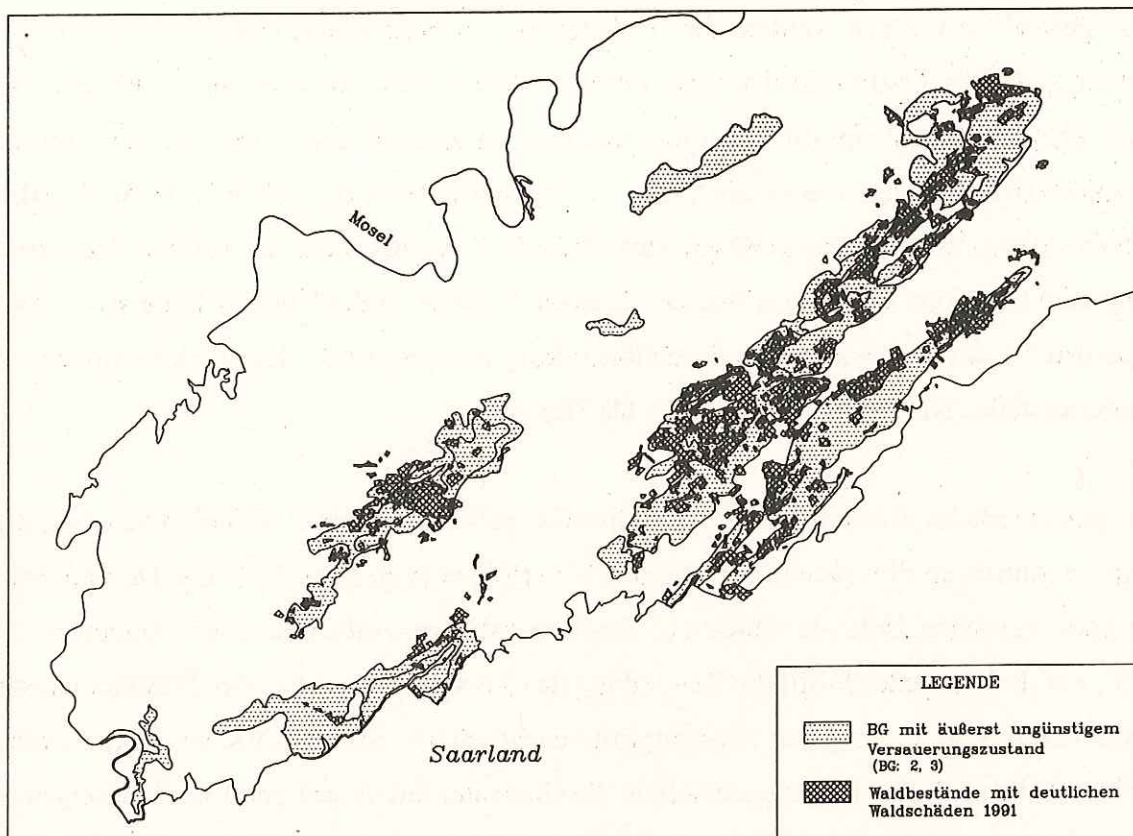 Mosel
Saarland
LEGENDE
BG mit äußerst ungünstigem
Versauerungszustand
(BG: 2, 3)
Waldbestände mit deutlichen
Waldschäden 1991